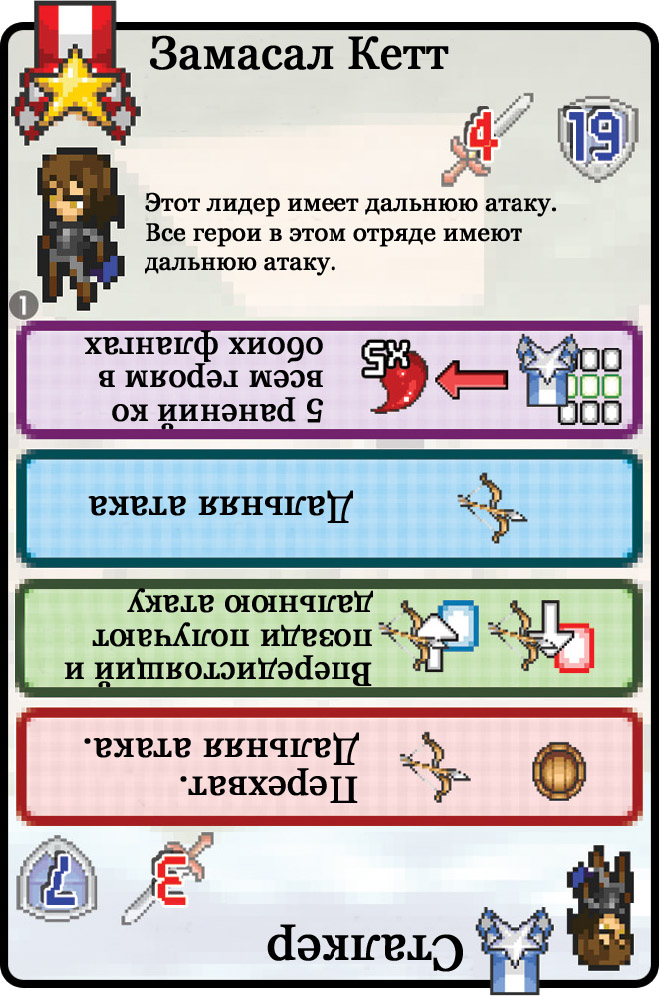 Замасал Кетт
4
19
Этот лидер имеет дальнюю атаку.
Все герои в этом отряде имеют
дальнюю атаку.
1
Сталкер
3
7
Перехват.
Дальняя атака.
Впередистоящий и
позади получают
дальнюю атаку
Дальняя атака
x5
5 ранений ко
всем героям в
обоих флангах